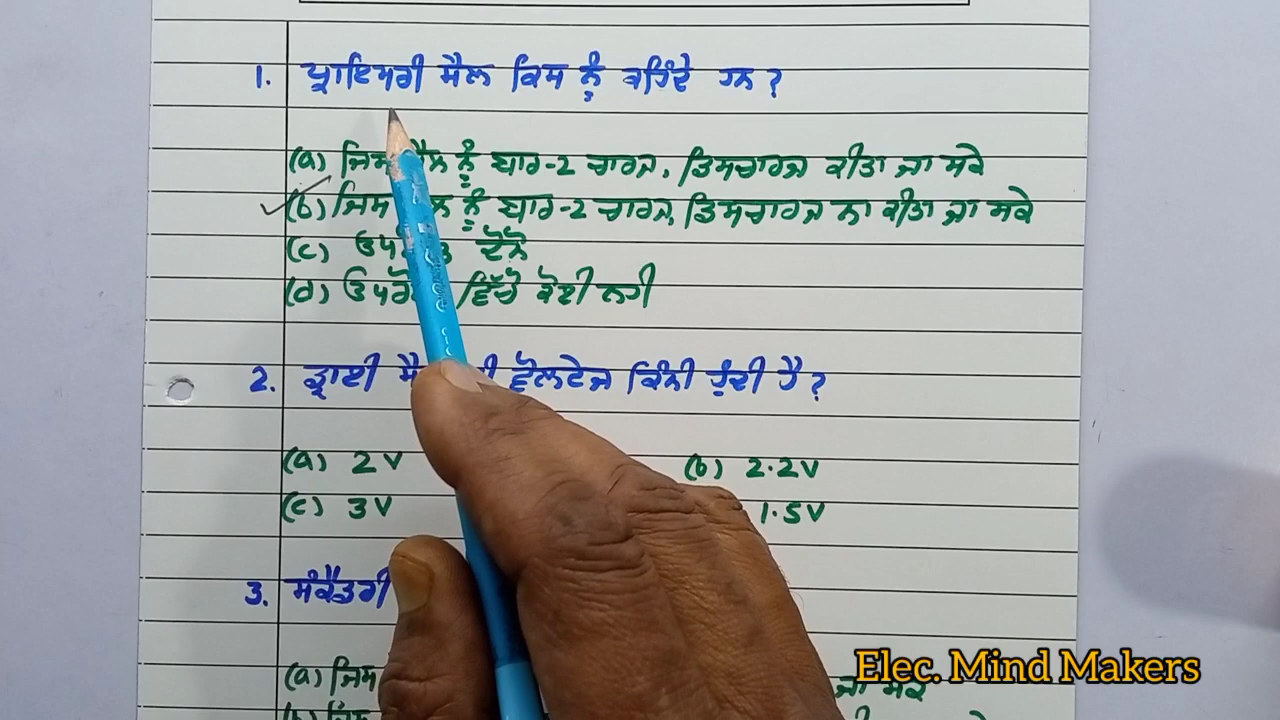 1. ਪ੍ਰਾਇਮਰੀ ਸੈਲ ਕਿਸ ਨੂੰ ਕਹਿੰਦੇ ਹਨ ?
(a) ਜਿਸ ਸੈਲ ਨੂੰ ਬਾਰ-2 ਚਾਰਜ, ਡਿਸਚਾਰਜ ਕੀਤਾ ਜਾ ਸਕੇ
(b) ਜਿਸ ਨੂੰ ਬਾਰ-2 ਚਾਰਜ, ਡਿਸਚਾਰਜ ਨਾ ਕੀਤਾ ਜਾ ਸਕੇ
(c) ਦੋਨੋ
(d) ਵਿੱਚੋ ਕੋਈ ਨਹੀ
2. ਡ੍ਰਾਈ ਵੋਲਟੇਜ ਕਿੰਨੀ ਹੁੰਦੀ ਹੈ ?
(a) 2V (b) 2.2V
(c) 3V 1.5V
3. ਸੰਕੈਡਰੀ
(a) ਜਿਸ ਜਾ ਸਕੇ
Elec. Mind Makers